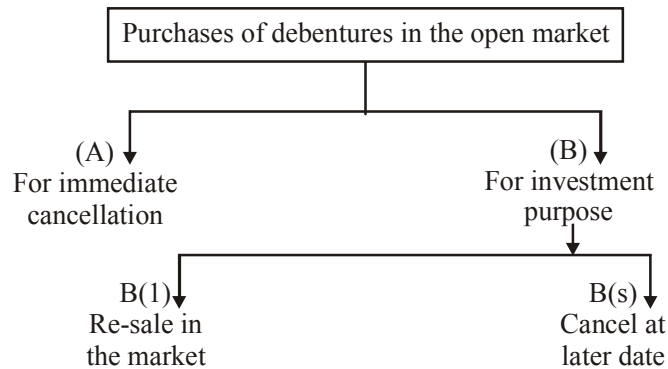 Purchases of debentures in the open market
(A)
For immediate
cancellation
(B)
For investment
purpose
B(1)
Re-sale in
the market
B(s)
Cancel at
later date